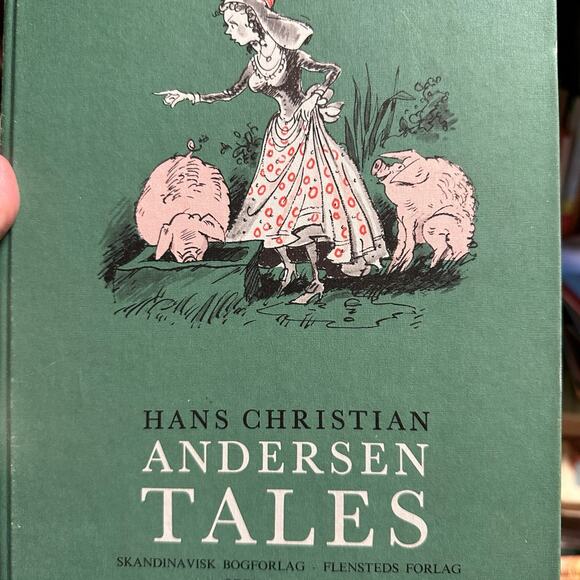 HANS CHRISTIAN
ANDERSEN
TALES
SKANDINAVISK BOGFORLAG · FLENSTEDS FORLAG